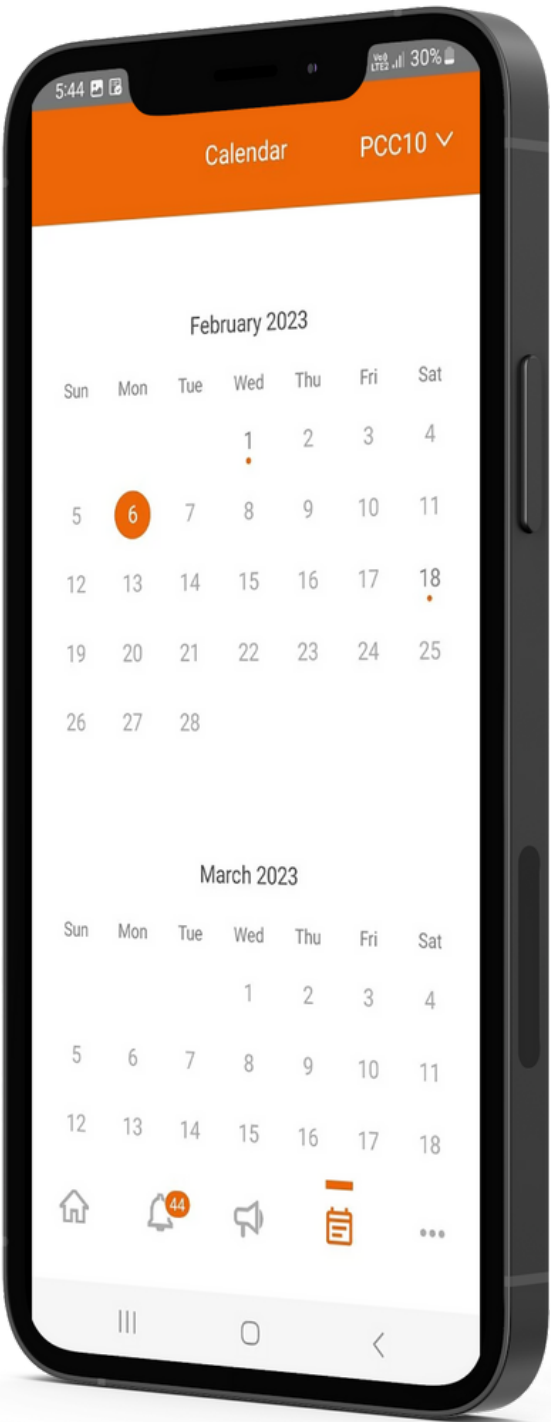 5:44 Vo) LTE2 30%
Calendar PCC10
February 2023
Sun Mon Tue Wed Thu Fri Sat
1 2 3 4
5 6 7 8 9 10 11
12 13 14 15 16 17 18
19 20 21 22 23 24 25
26 27 28
March 2023
Sun Mon Tue Wed Thu Fri Sat
1 2 3 4
5 6 7 8 9 10 11
12 13 14 15 16 17 18
44